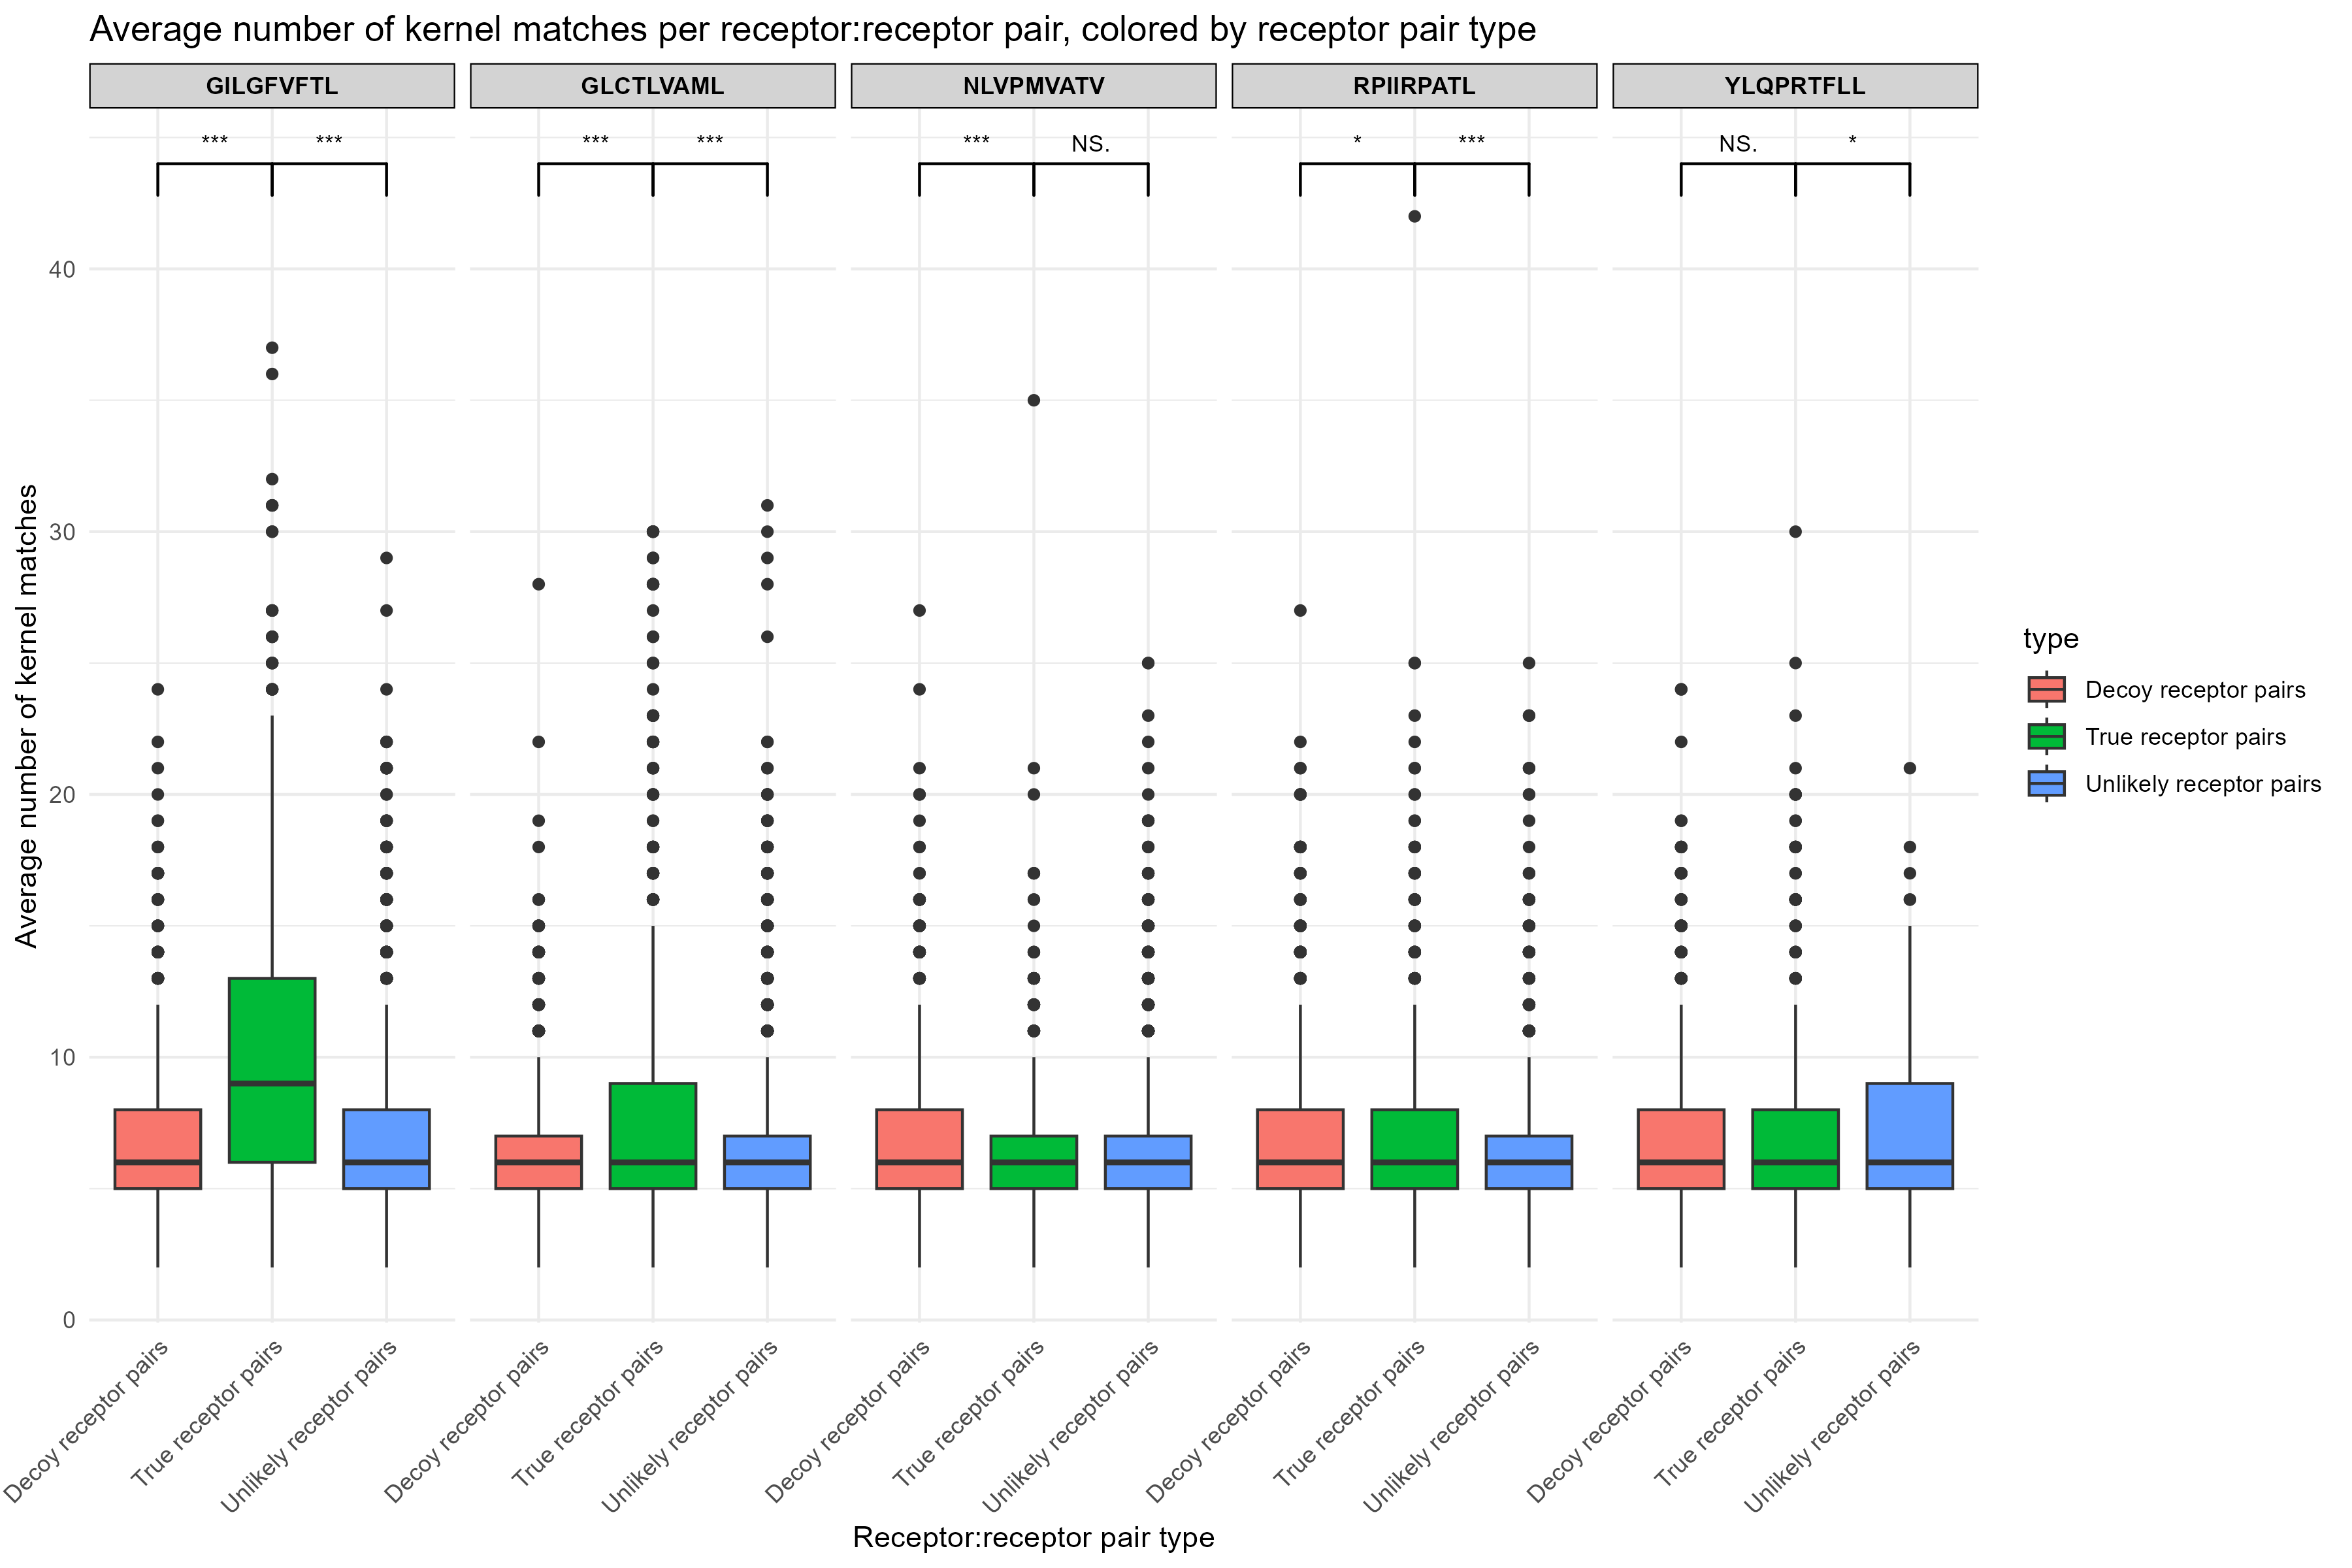 Average number of kernel matches per receptor:receptor pair, colored by receptor pair type
GILGFVFTL
GLCTLVAML
NLVPMVATV
RPIIRPATL
YLQPRTFLL
*** ***
*** ***
*** NS.
* ***
NS. *
40
30
20
10
0
Average number of kernel matches
Decoy receptor pairs
True receptor pairs
Unlikely receptor pairs
Decoy receptor pairs
True receptor pairs
Unlikely receptor pairs
Decoy receptor pairs
True receptor pairs
Unlikely receptor pairs
Decoy receptor pairs
True receptor pairs
Unlikely receptor pairs
Decoy receptor pairs
True receptor pairs
Unlikely receptor pairs
Receptor:receptor pair type
type
Decoy receptor pairs
True receptor pairs
Unlikely receptor pairs